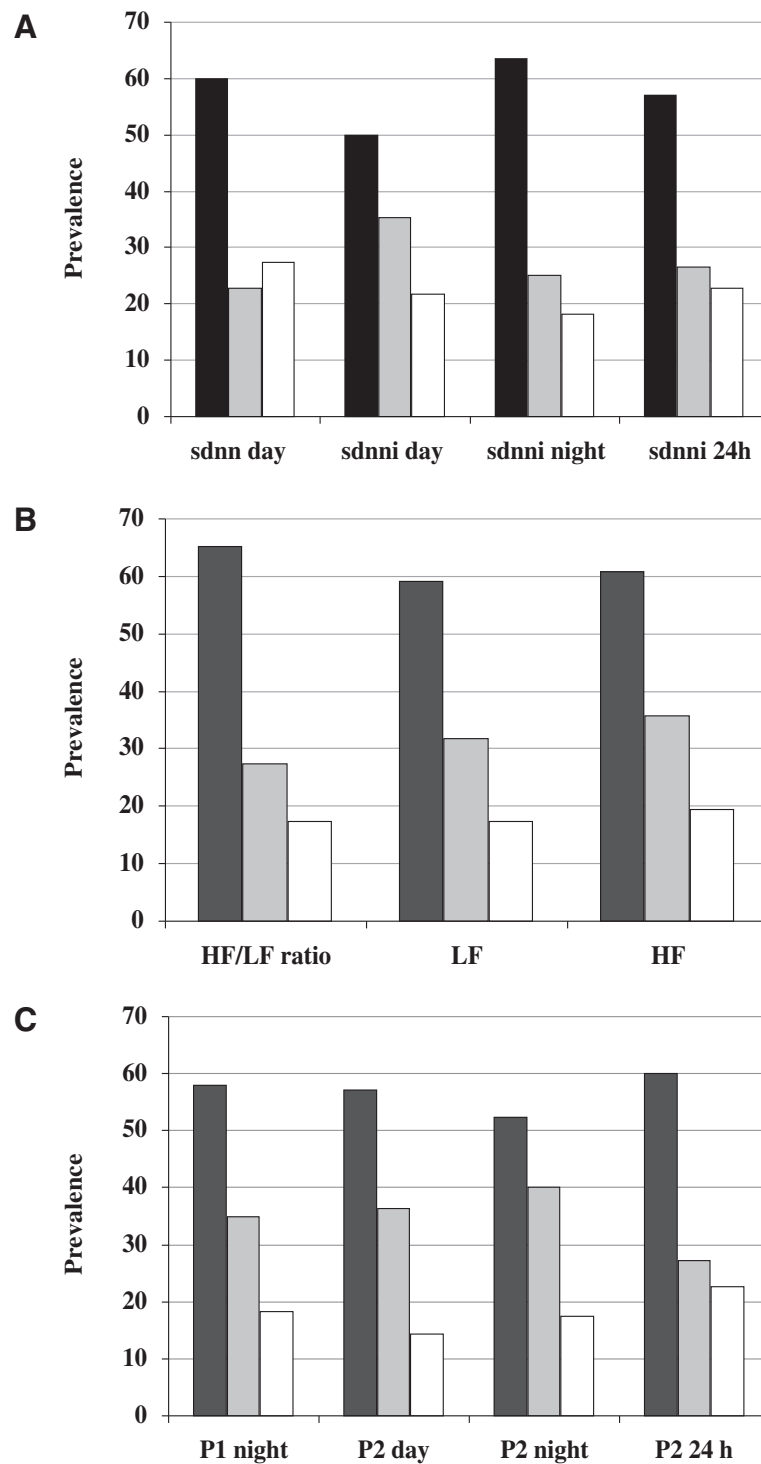 A
70
60
50
40
30
20
10
0
Prevalence
sdnn day sdnni day sdnni night sdnni 24h
B
70
60
50
40
30
20
10
0
Prevalence
HF/LF ratio LF HF
C
70
60
50
40
30
20
10
0
Prevalence
P1 night P2 day P2 night P2 24 h